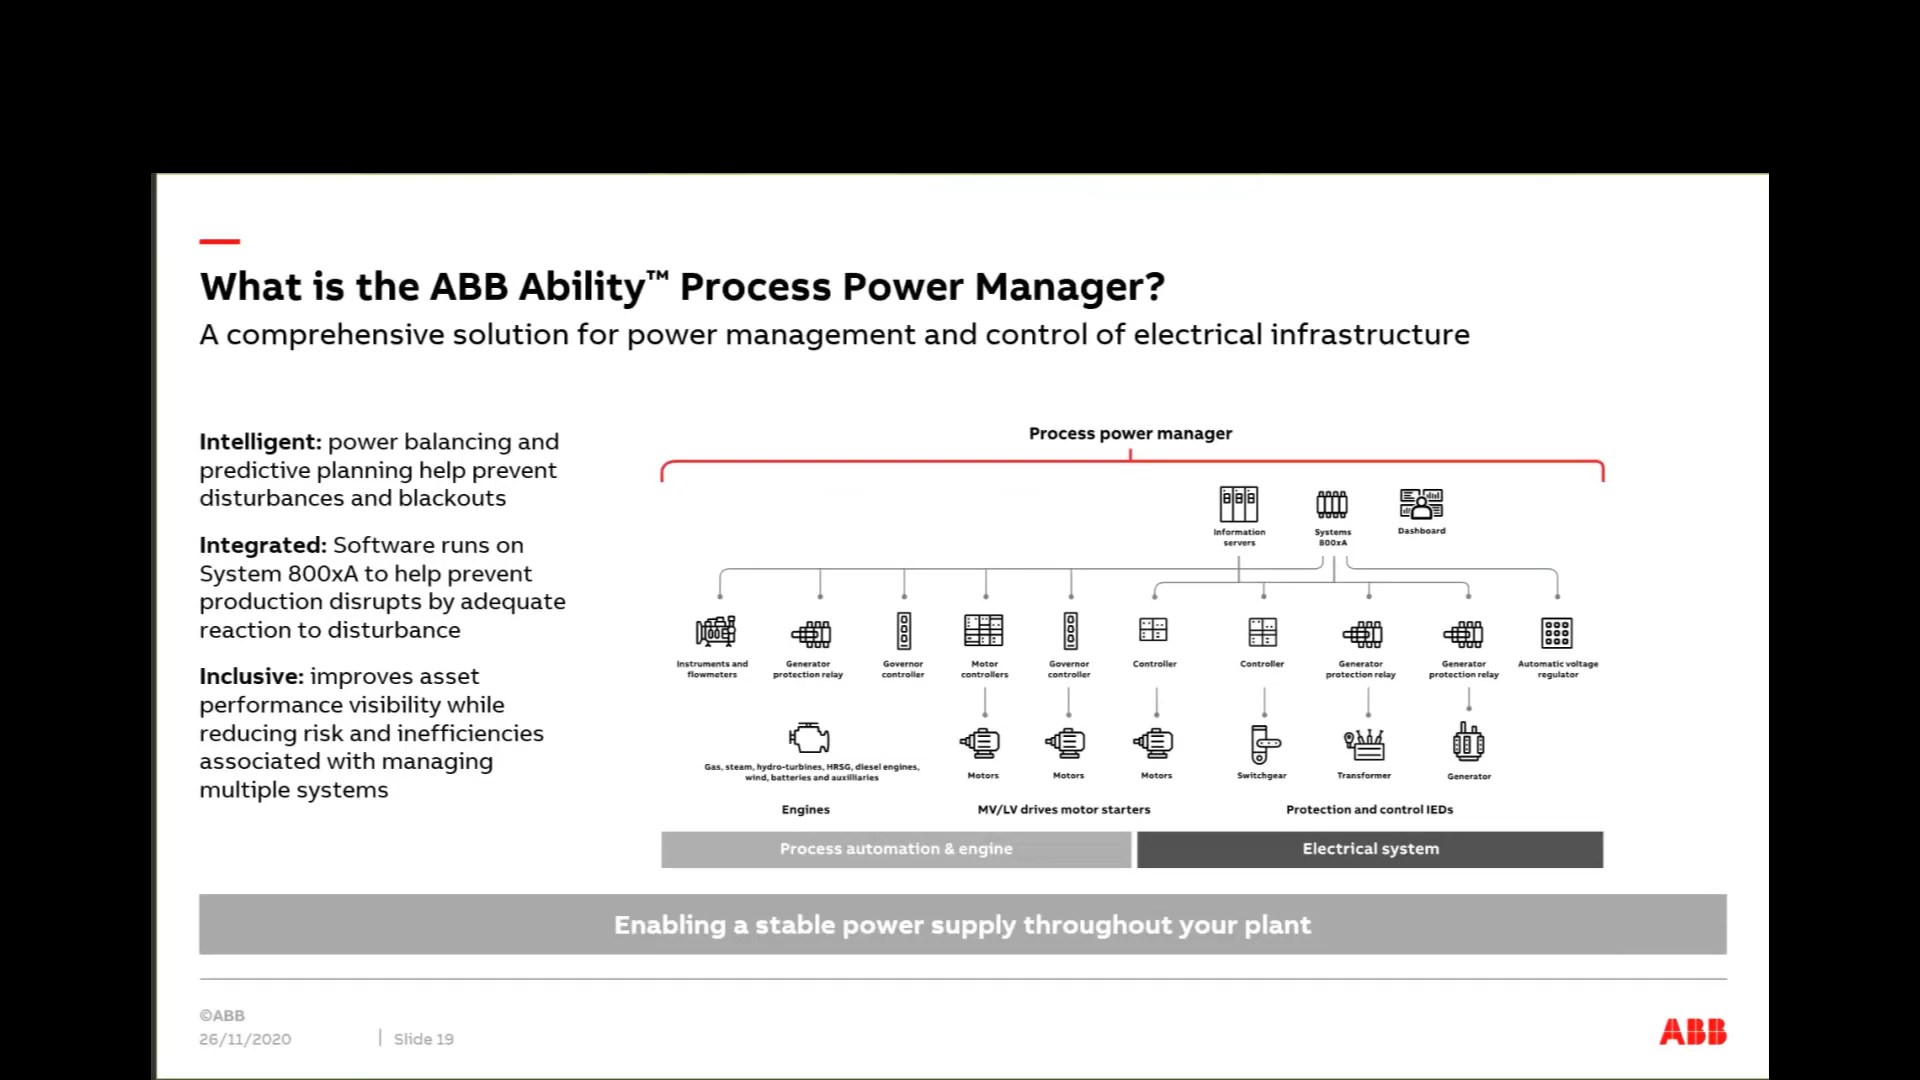 What is the ABB Ability™ Process Power Manager?
A comprehensive solution for power management and control of electrical infrastructure
Intelligent: power balancing and
predictive planning help prevent
disturbances and blackouts
Integrated: Software runs on
System 800xA to help prevent
production disrupts by adequate
reaction to disturbance
Inclusive: improves asset
performance visibility while
reducing risk and inefficiencies
associated with managing
multiple systems
Process power manager
Information
servers
Systems
800xA
Dashboard
Instruments and
flowmeters
Generator
protection relay
Governor
controller
Motor
controllers
Governor
controller
Controller
Controller
Generator
protection relay
Generator
protection relay
Automatic voltage
regulator
Gas, steam, hydro-turbines, HRSG, diesel engines,
wind, batteries and auxilliaries
Motors
Motors
Motors
Switchgear
Transformer
Generator
Engines
MV/LV drives motor starters
Protection and control IEDs
Process automation & engine
Electrical system
Enabling a stable power supply throughout your plant
©ABB
26/11/2020 | Slide 19
ABB